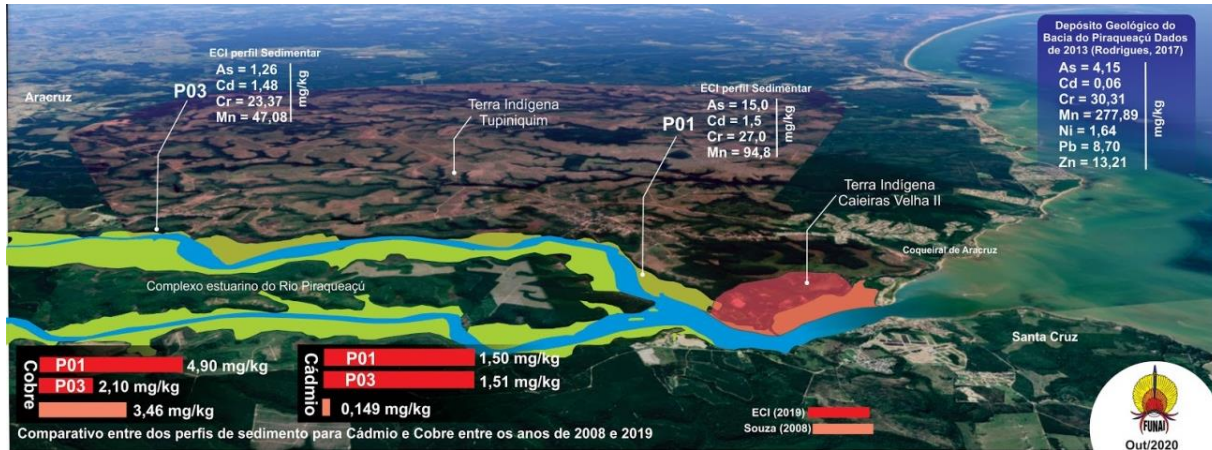 Aracruz
P03
ECI perfil Sedimentar
As = 1,26
Cd = 1,48
Cr = 23,37
Mn = 47,08
mg/kg
Terra Indígena
Tupiniquim
P01
ECI perfil Sedimentar
As = 15,0
Cd = 1,5
Cr = 27,0
Mn = 94,8
mg/kg
Terra Indígena
Caieiras Velha II
Depósito Geológico do
Bacia do Piraqueaçú Dados
de 2013 (Rodrigues, 2017)
As = 4,15
Cd = 0,06
Cr = 30,31
Mn = 277,89
Ni = 1,64
Pb = 8,70
Zn = 13,21
mg/kg
Coqueiral de Aracruz
Complexo estuarino do Rio Piraqueaçú
Santa Cruz
Cobre
P01 4,90 mg/kg
P03 2,10 mg/kg
3,46 mg/kg
Cádmio
P01 1,50 mg/kg
P03 1,51 mg/kg
0,149 mg/kg
ECI (2019)
Souza (2008)
Comparativo entre dos perfis de sedimento para Cádmio e Cobre entre os anos de 2008 e 2019
FUNAI
Out/2020